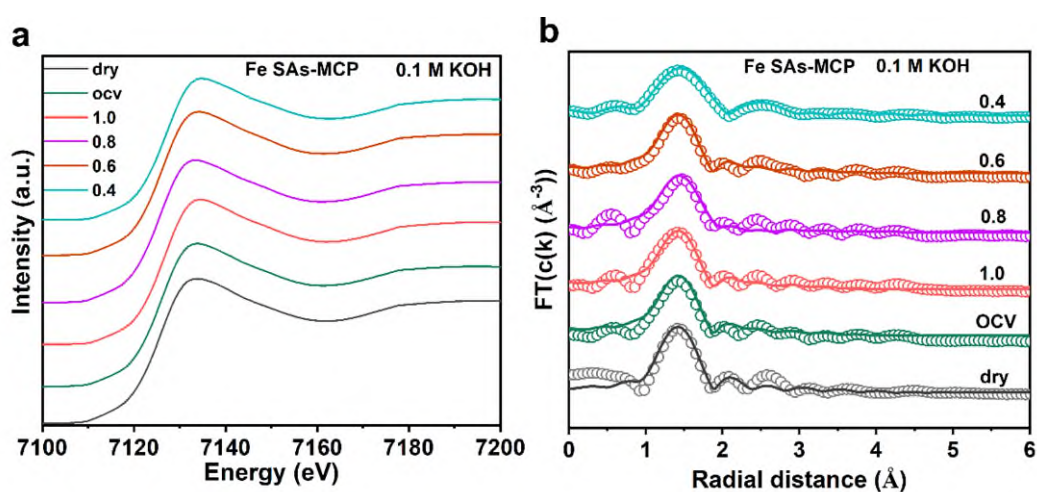 a
Fe SAs-MCP 0.1 M KOH
dry
ocv
1.0
0.8
0.6
0.4
Intensity (a.u.)
7100 7120 7140 7160 7180 7200
Energy (eV)
b
Fe SAs-MCP 0.1 M KOH
0.4
0.6
0.8
1.0
OCV
dry
FT(c(k) (Å⁻³))
0 1 2 3 4 5 6
Radial distance (Å)